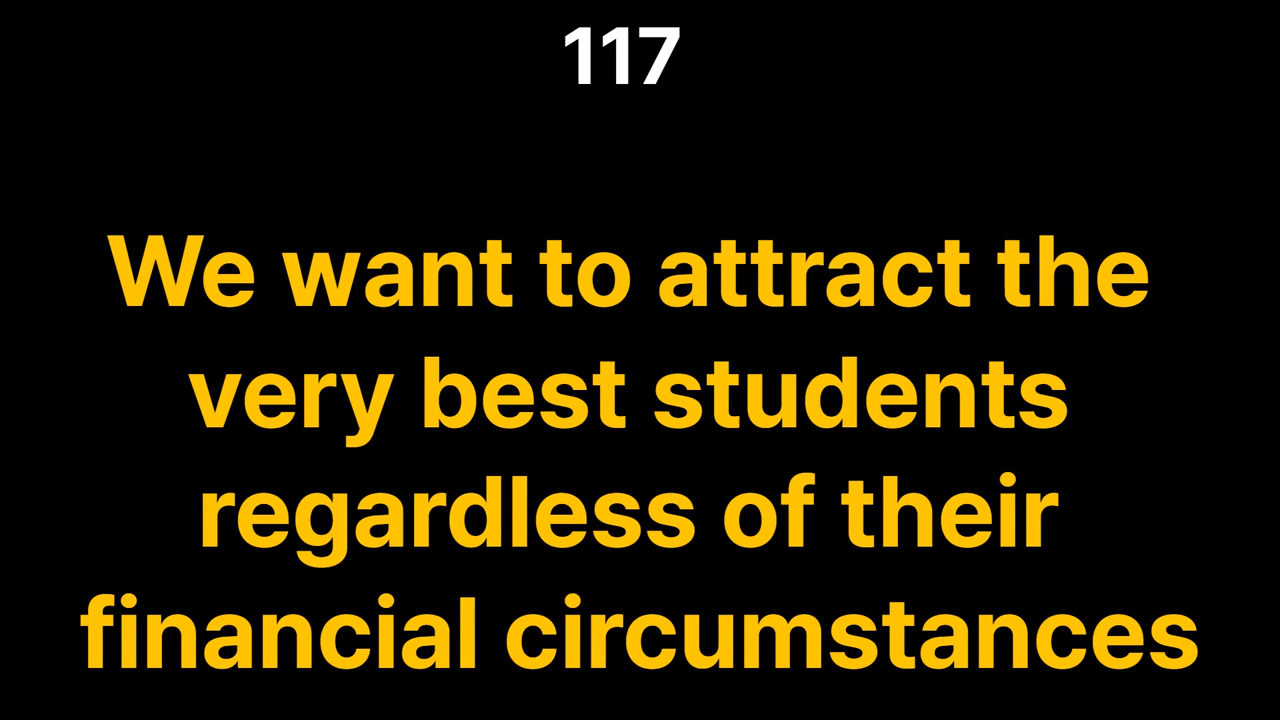 117
We want to attract the
very best students
regardless of their
financial circumstances